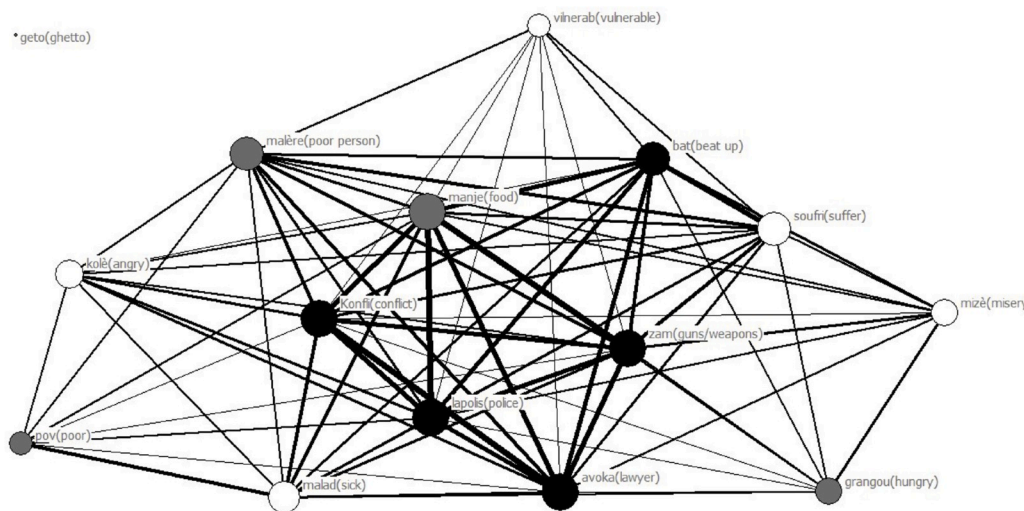 vilnerab(vulnerable)
geto(ghetto)
malère(poor person)
bat(beat up)
manje(food)
soufri(suffer)
kolè(angry)
Konfli(conflict)
mizè(misery
zam(guns/weapons)
lapolis(police)
pov(poor)
malad(sick)
avoka(lawyer)
grangou(hungry)